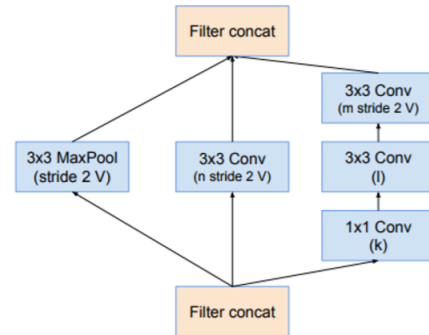 Filter concat
3x3 Conv
(m stride 2 V)
3x3 MaxPool
(stride 2 V)
3x3 Conv
(n stride 2 V)
3x3 Conv
(l)
1x1 Conv
(k)
Filter concat